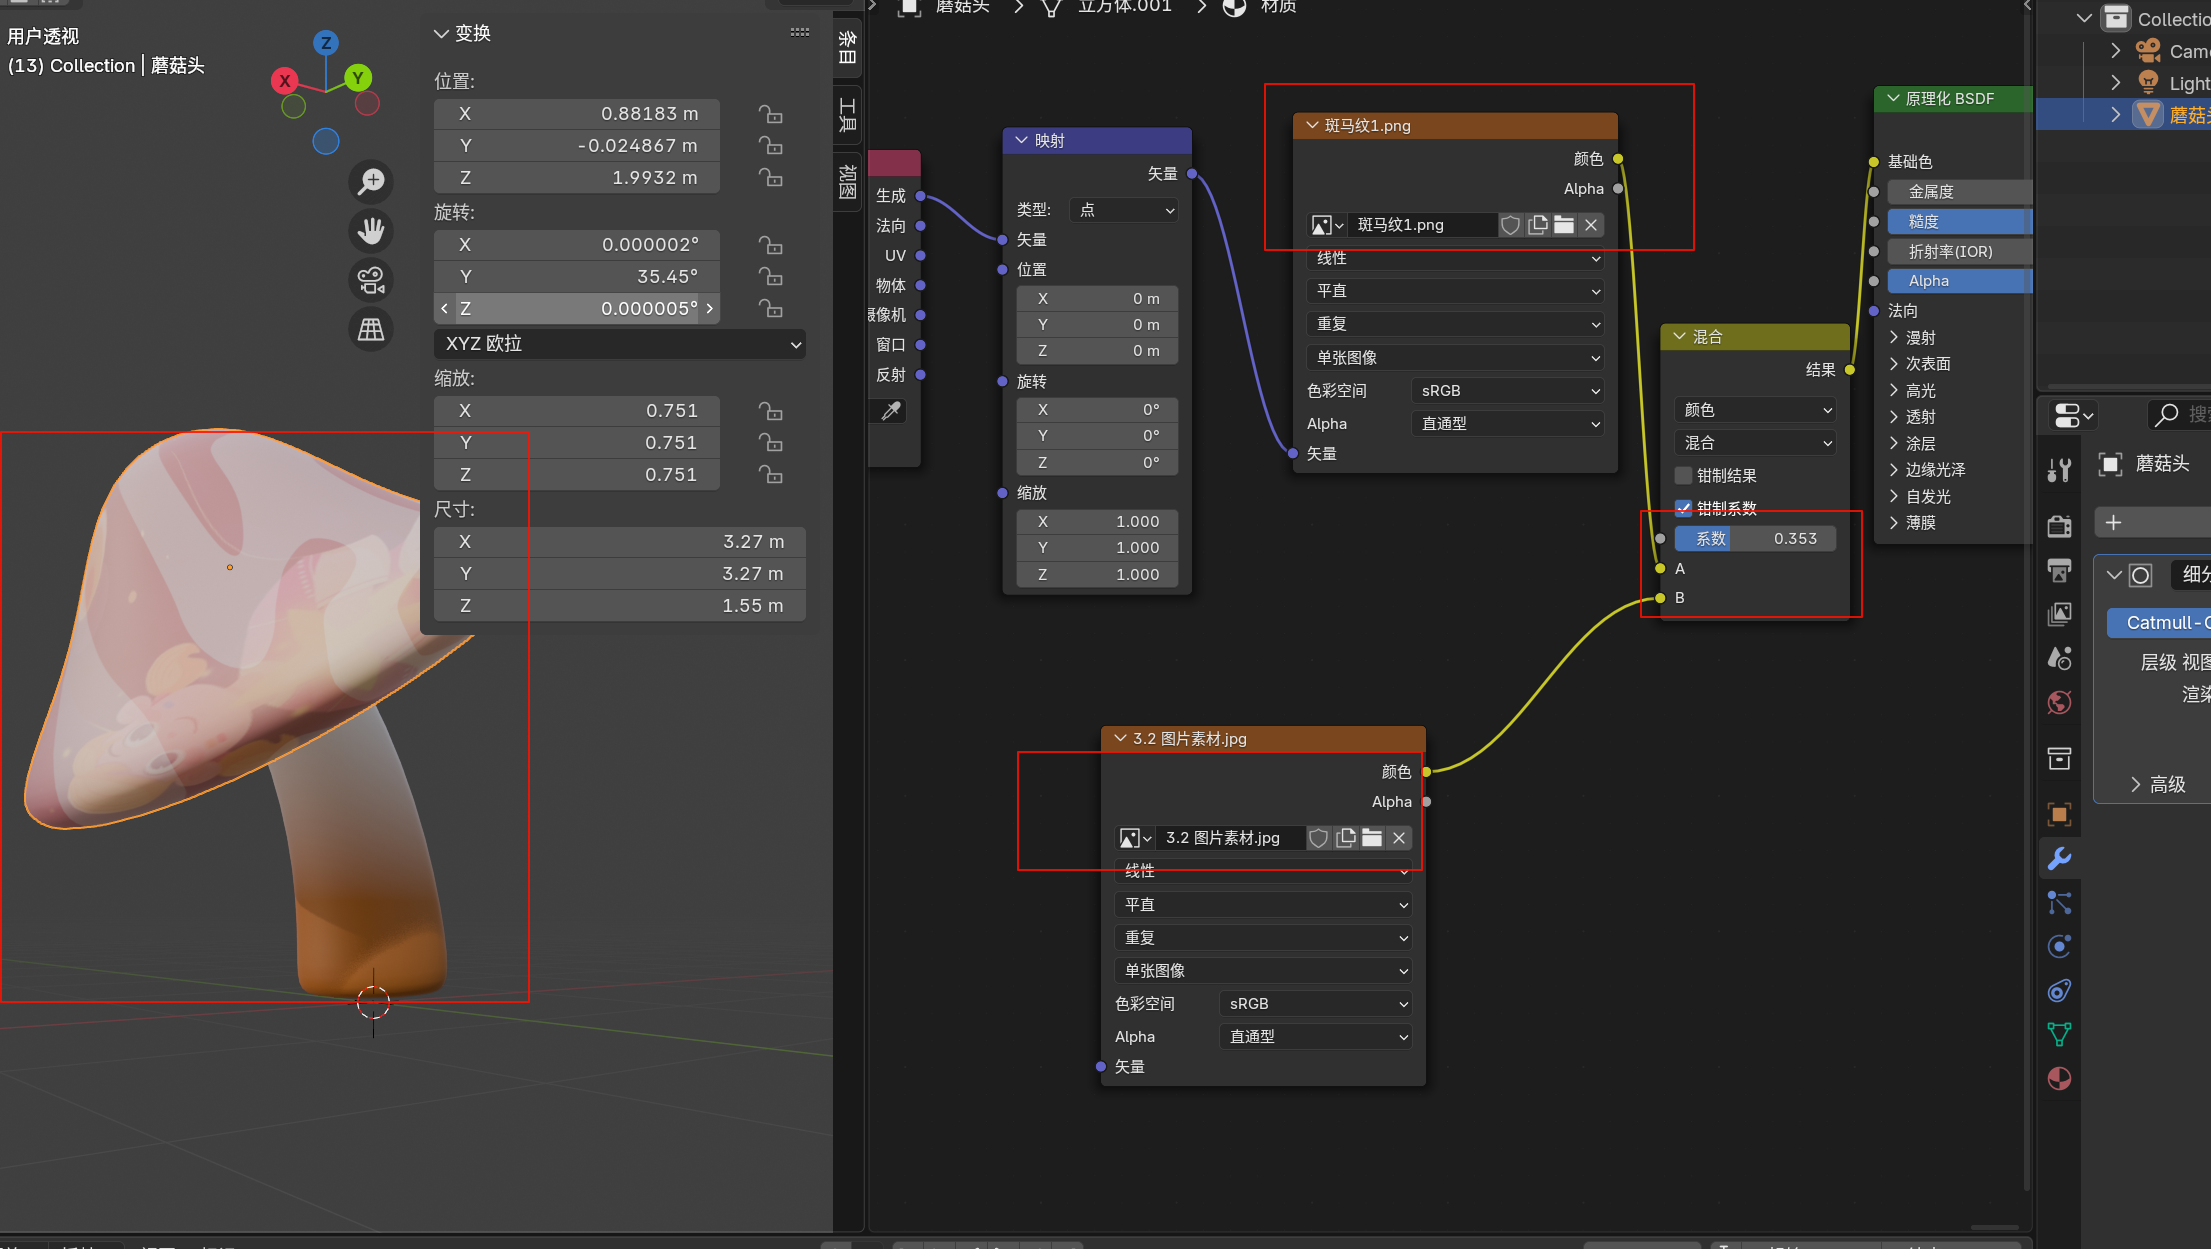 用户透视
(13) Collection | 蘑菇头
Z
X
Y
变换
位置:
X 0.88183 m
Y -0.024867 m
Z 1.9932 m
旋转:
X 0.000002°
Y 35.45°
Z 0.000005°
XYZ 欧拉
缩放:
X 0.751
Y 0.751
Z 0.751
尺寸:
X 3.27 m
Y 3.27 m
Z 1.55 m
条目
工具
视图
蘑菇头 立方体.001 材质
生成
法向
UV
物体
摄像机
窗口
反射
映射
矢量
类型: 点
矢量
位置
X 0 m
Y 0 m
Z 0 m
旋转
X 0°
Y 0°
Z 0°
缩放
X 1.000
Y 1.000
Z 1.000
斑马纹1.png
颜色
Alpha
斑马纹1.png
线性
平直
重复
单张图像
色彩空间 sRGB
Alpha 直通型
矢量
3.2 图片素材.jpg
颜色
Alpha
3.2 图片素材.jpg
线性
平直
重复
单张图像
色彩空间 sRGB
Alpha 直通型
矢量
混合
结果
颜色
混合
钳制结果
钳制系数
系数 0.353
A
B
原理化 BSDF
基础色
金属度
糙度
折射率(IOR)
Alpha
法向
漫射
次表面
高光
透射
涂层
边缘光泽
自发光
薄膜
Collectio
Came
Light
蘑菇头
搜索
蘑菇头
细分
Catmull-C
层级 视图
渲染
高级